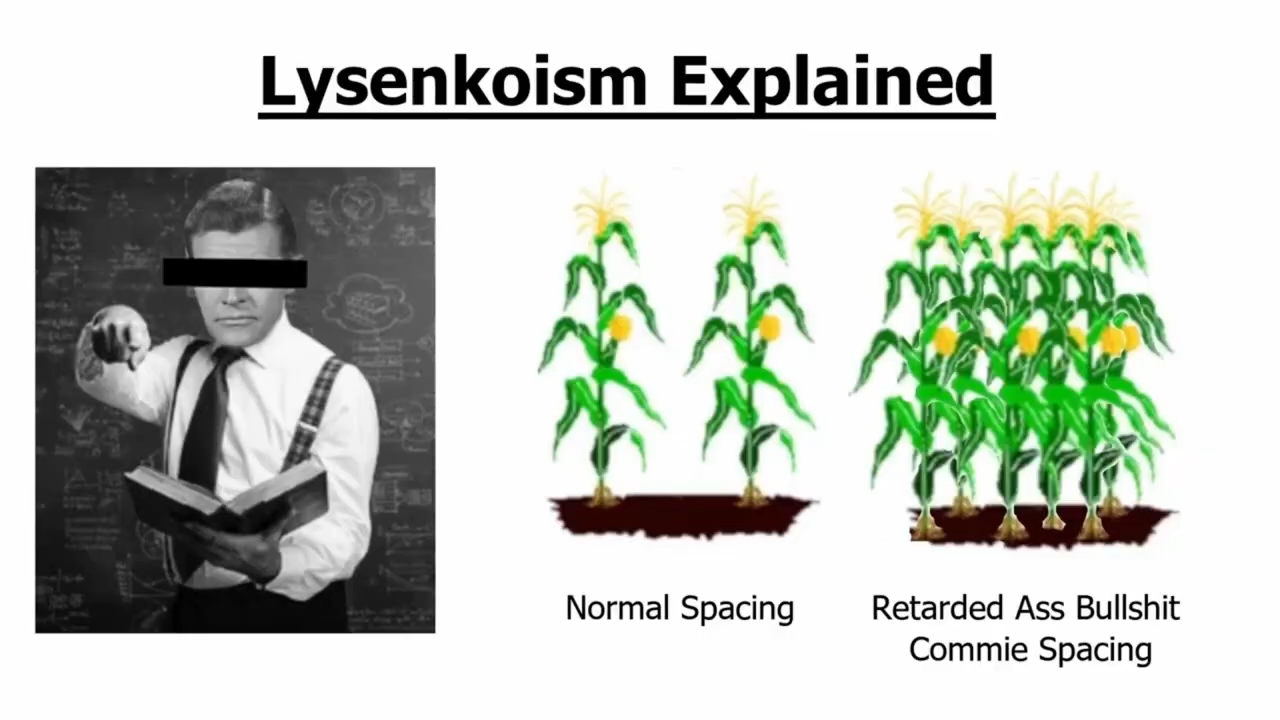 Lysenkoism Explained
Normal Spacing
Retarded Ass Bullshit
Commie Spacing